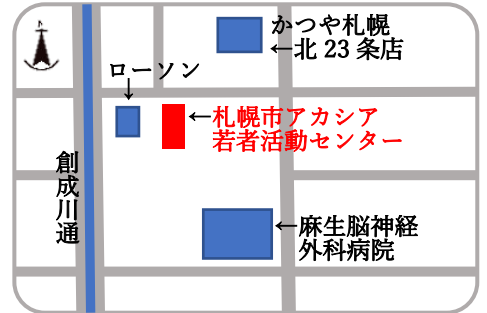 かつや札幌
←北23条店
ローソン
↓
←札幌市アカシア
若者活動センター
創成川通
←麻生脳神経
外科病院